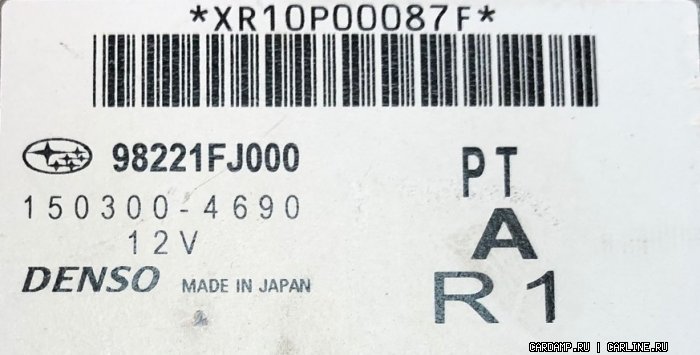 *XR10P00087F*
98221FJ000
150300-4690
12V
DENSO MADE IN JAPAN
PT
A
R1
CARDAMP.RU | CARLINE.RU